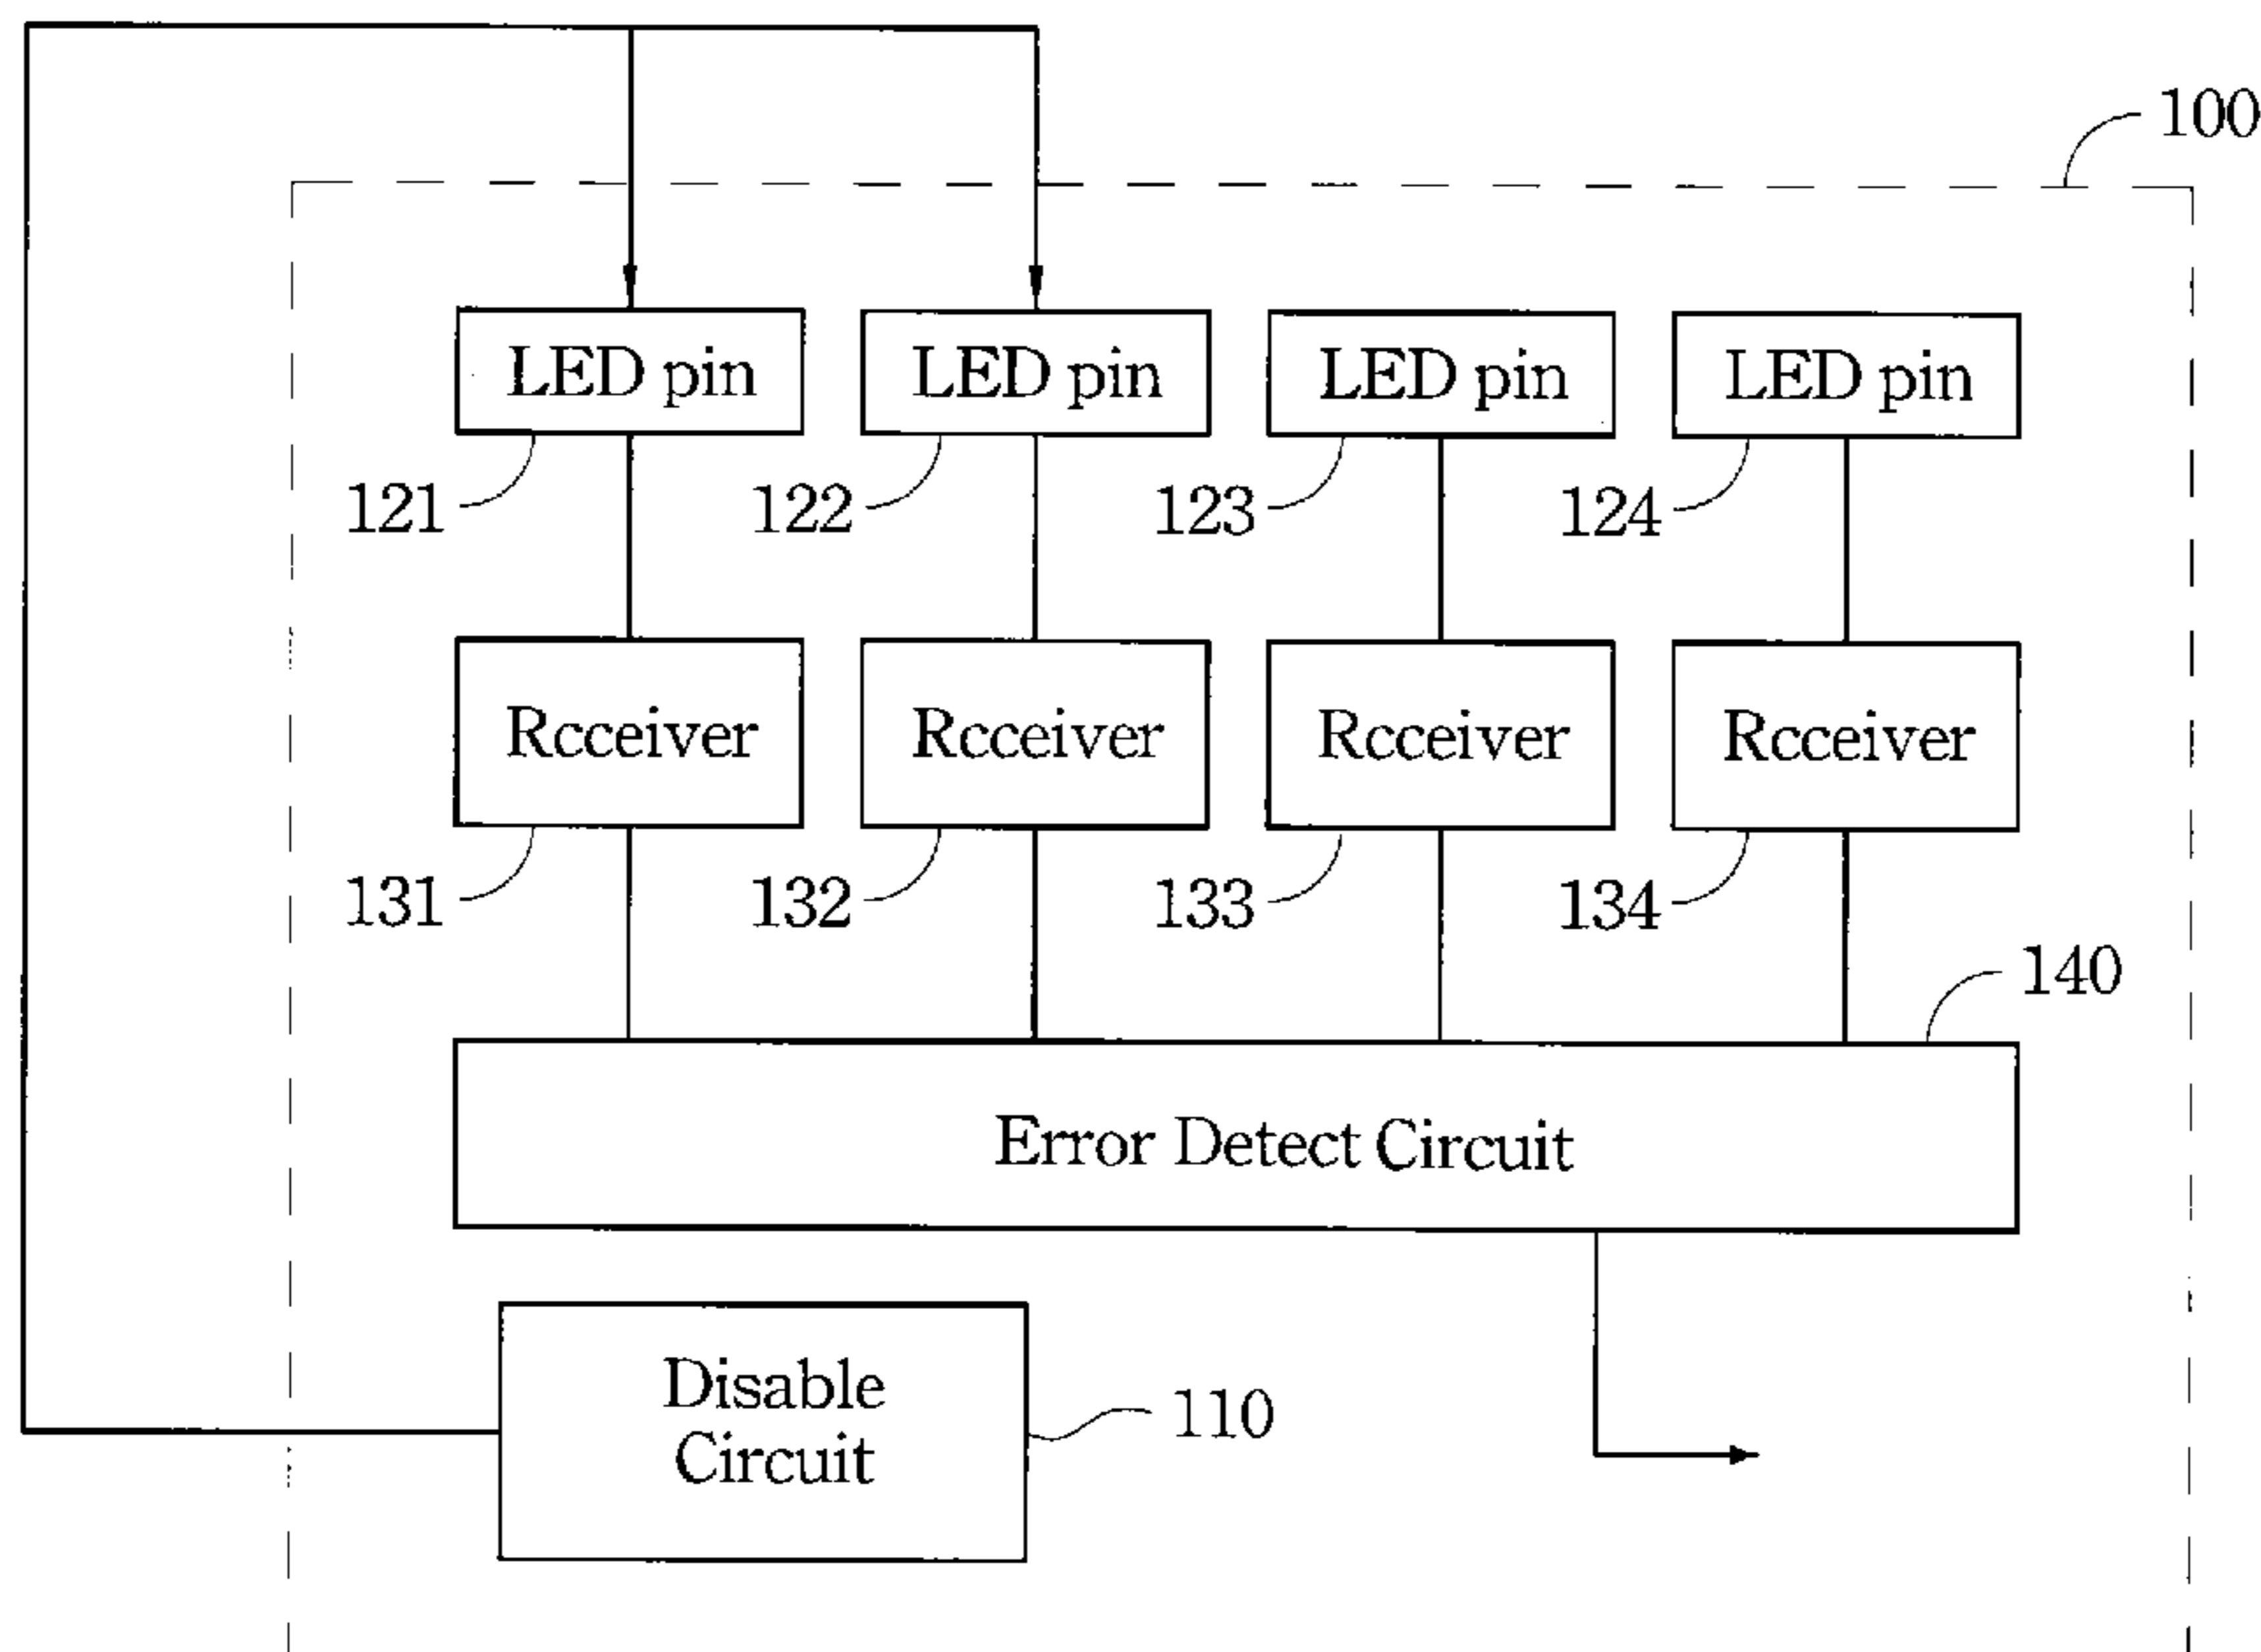 100
LED pin LED pin LED pin LED pin
121 122 123 124
Rcceiver Rcceiver Rcceiver Rcceiver
131 132 133 134
140
Error Detect Circuit
Disable
Circuit
110